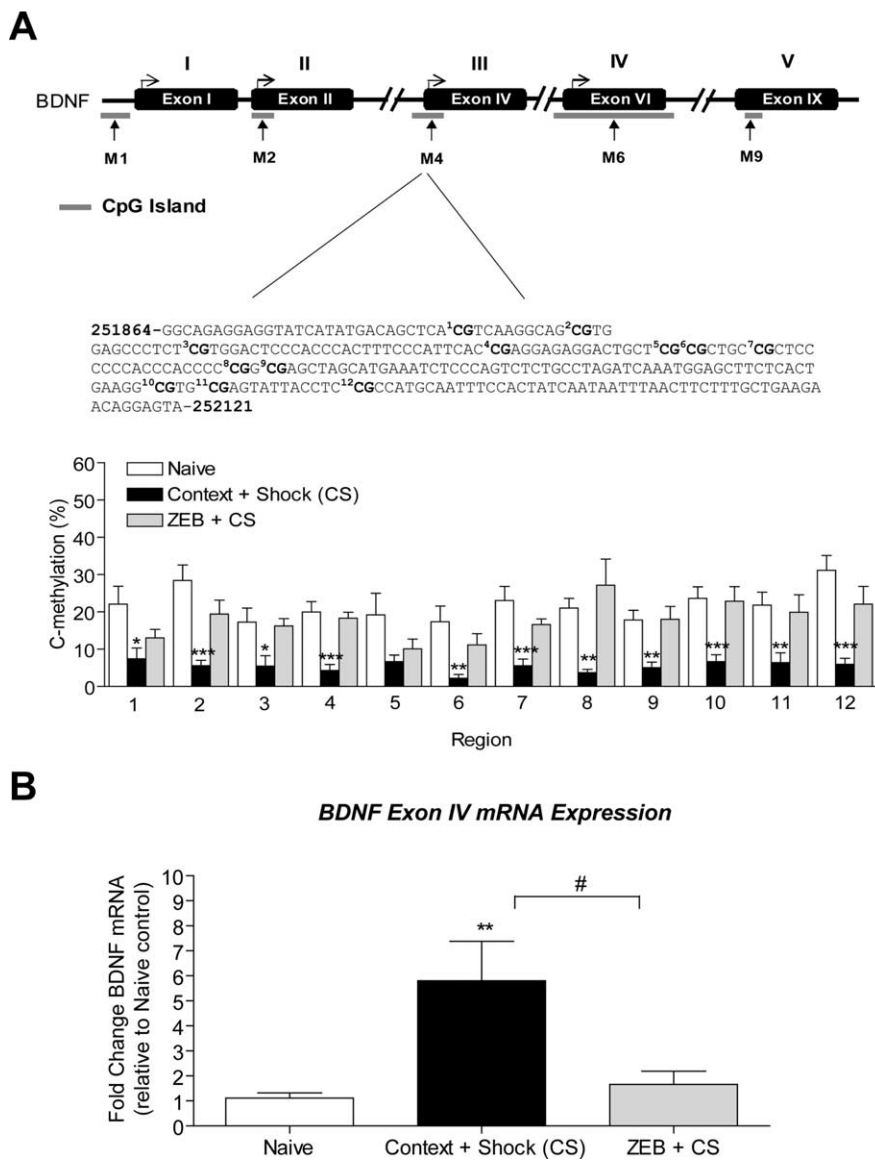 A
I II III IV V
BDNF Exon I Exon II Exon IV Exon VI Exon IX
M1 M2 M4 M6 M9
CpG Island
251864-GGCAGAGGAGGTATCATATGACAGCTCA¹CGTCAAGGCAG²CGTG
GAGCCCTCT³CGTGGACTCCCACCCACTTTCCCATTCAC⁴CGAGGAGAGGACTGCT⁵CG⁶CGCTGC⁷CGCTCC
CCCCACCCACCCC⁸CGG⁹CGAGCTAGCATGAAATCTCCCAGTCTCTGCCTAGATCAAATGGAGCTTCTCACT
GAAGG¹⁰CGTG¹¹CGAGTATTACCTC¹²CGCCATGCAATTTCCACTATCAATAATTTAACTTCTTTGCTGAAGA
ACAGGAGTA-252121
C-methylation (%)
60
50
40
30
20
10
0
Naive
Context + Shock (CS)
ZEB + CS
* *** * *** ** *** ** ** *** ** ***
1 2 3 4 5 6 7 8 9 10 11 12
Region
B
BDNF Exon IV mRNA Expression
Fold Change BDNF mRNA
(relative to Naive control)
10
9
8
7
6
5
4
3
2
1
0
**
#
Naive Context + Shock (CS) ZEB + CS